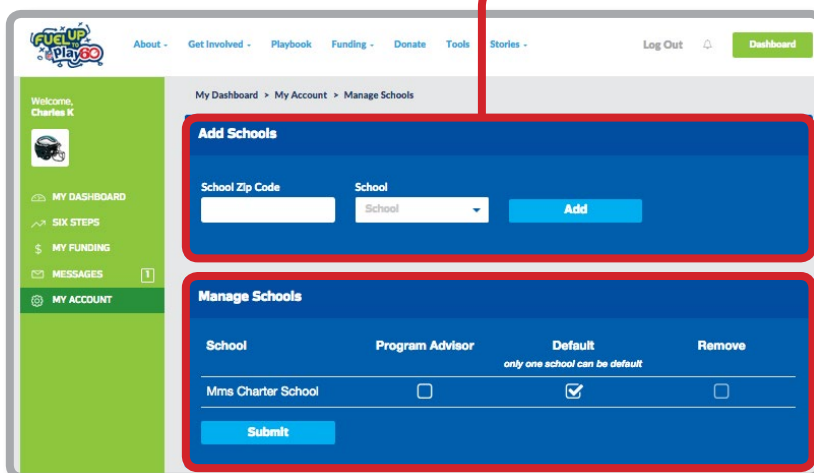 FUEL UP
TO
Play60
About Get Involved Playbook Funding Donate Tools Stories Log Out Dashboard
Welcome,
Charles K
My Dashboard > My Account > Manage Schools
Add Schools
School Zip Code School
School Add
MY DASHBOARD
SIX STEPS
$ MY FUNDING
MESSAGES 1
MY ACCOUNT
Manage Schools
School Program Advisor Default Remove
only one school can be default
Mms Charter School
Submit